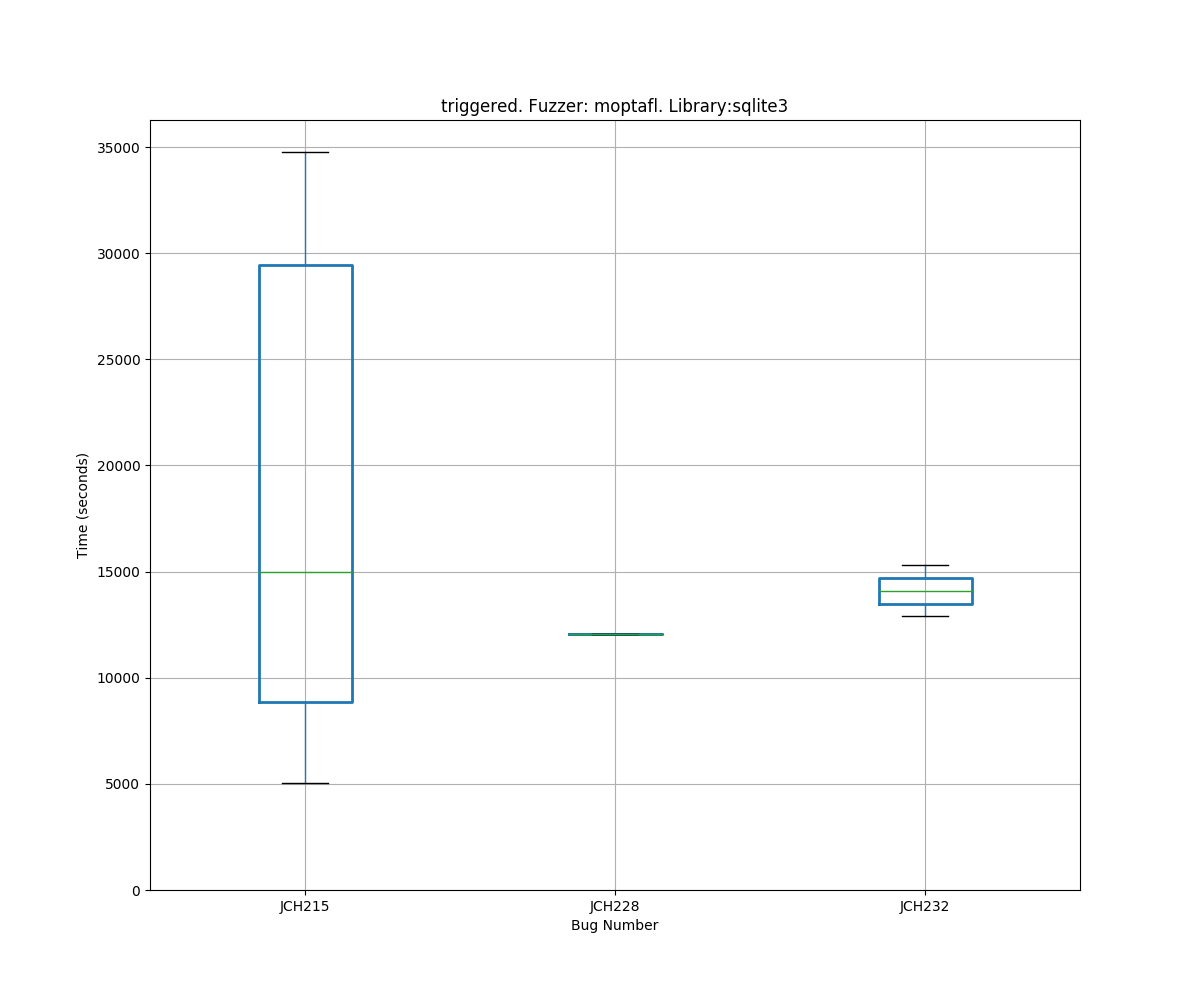 triggered. Fuzzer: moptafl. Library:sqlite3
35000
30000
25000
20000
15000
10000
5000
0
Time (seconds)
JCH215 JCH228 JCH232
Bug Number